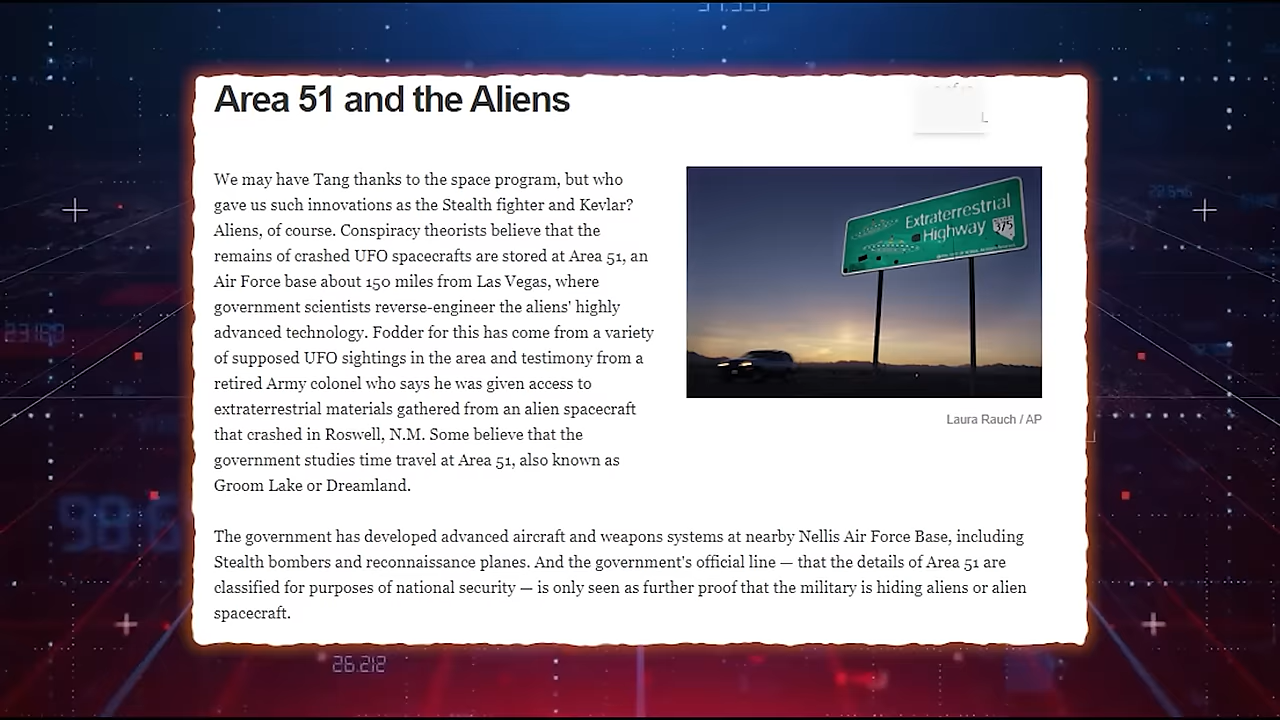 Area 51 and the Aliens
We may have Tang thanks to the space program, but who
gave us such innovations as the Stealth fighter and Kevlar?
Aliens, of course. Conspiracy theorists believe that the
remains of crashed UFO spacecrafts are stored at Area 51, an
Air Force base about 150 miles from Las Vegas, where
government scientists reverse-engineer the aliens' highly
advanced technology. Fodder for this has come from a variety
of supposed UFO sightings in the area and testimony from a
retired Army colonel who says he was given access to
extraterrestrial materials gathered from an alien spacecraft
that crashed in Roswell, N.M. Some believe that the
government studies time travel at Area 51, also known as
Groom Lake or Dreamland.
Extraterrestrial
Highway
375
Laura Rauch / AP
The government has developed advanced aircraft and weapons systems at nearby Nellis Air Force Base, including
Stealth bombers and reconnaissance planes. And the government's official line — that the details of Area 51 are
classified for purposes of national security — is only seen as further proof that the military is hiding aliens or alien
spacecraft.
26.212